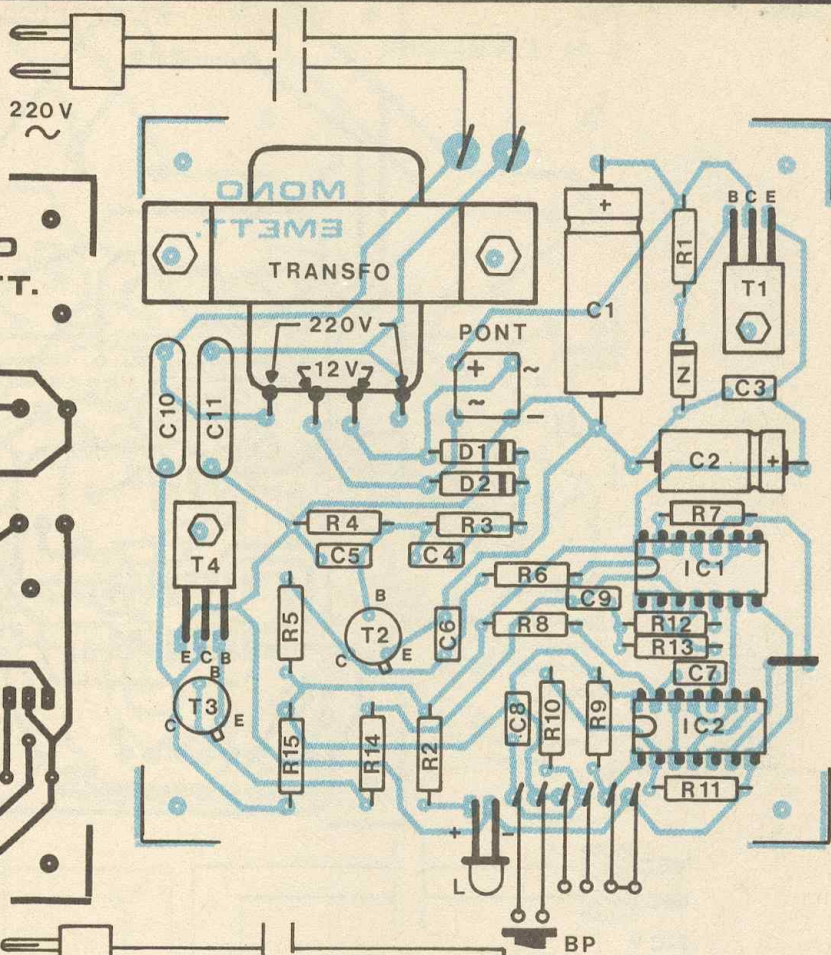 220 V
~
MONO
EMETT.
TRANSFO
220V
12V
PONT
+
~
~
-
B C E
T1
R1
+
C1
Z
C3
C10
C11
D1
D2
C2
+
R4
R3
R7
C5
C4
T4
IC1
R6
C9
R5
B
T2
C
E
C6
R8
R12
R13
E C B
C7
B
T3
C
E
C8
R10
R9
IC2
R15
R14
R2
R11
+
-
L
BP
T.